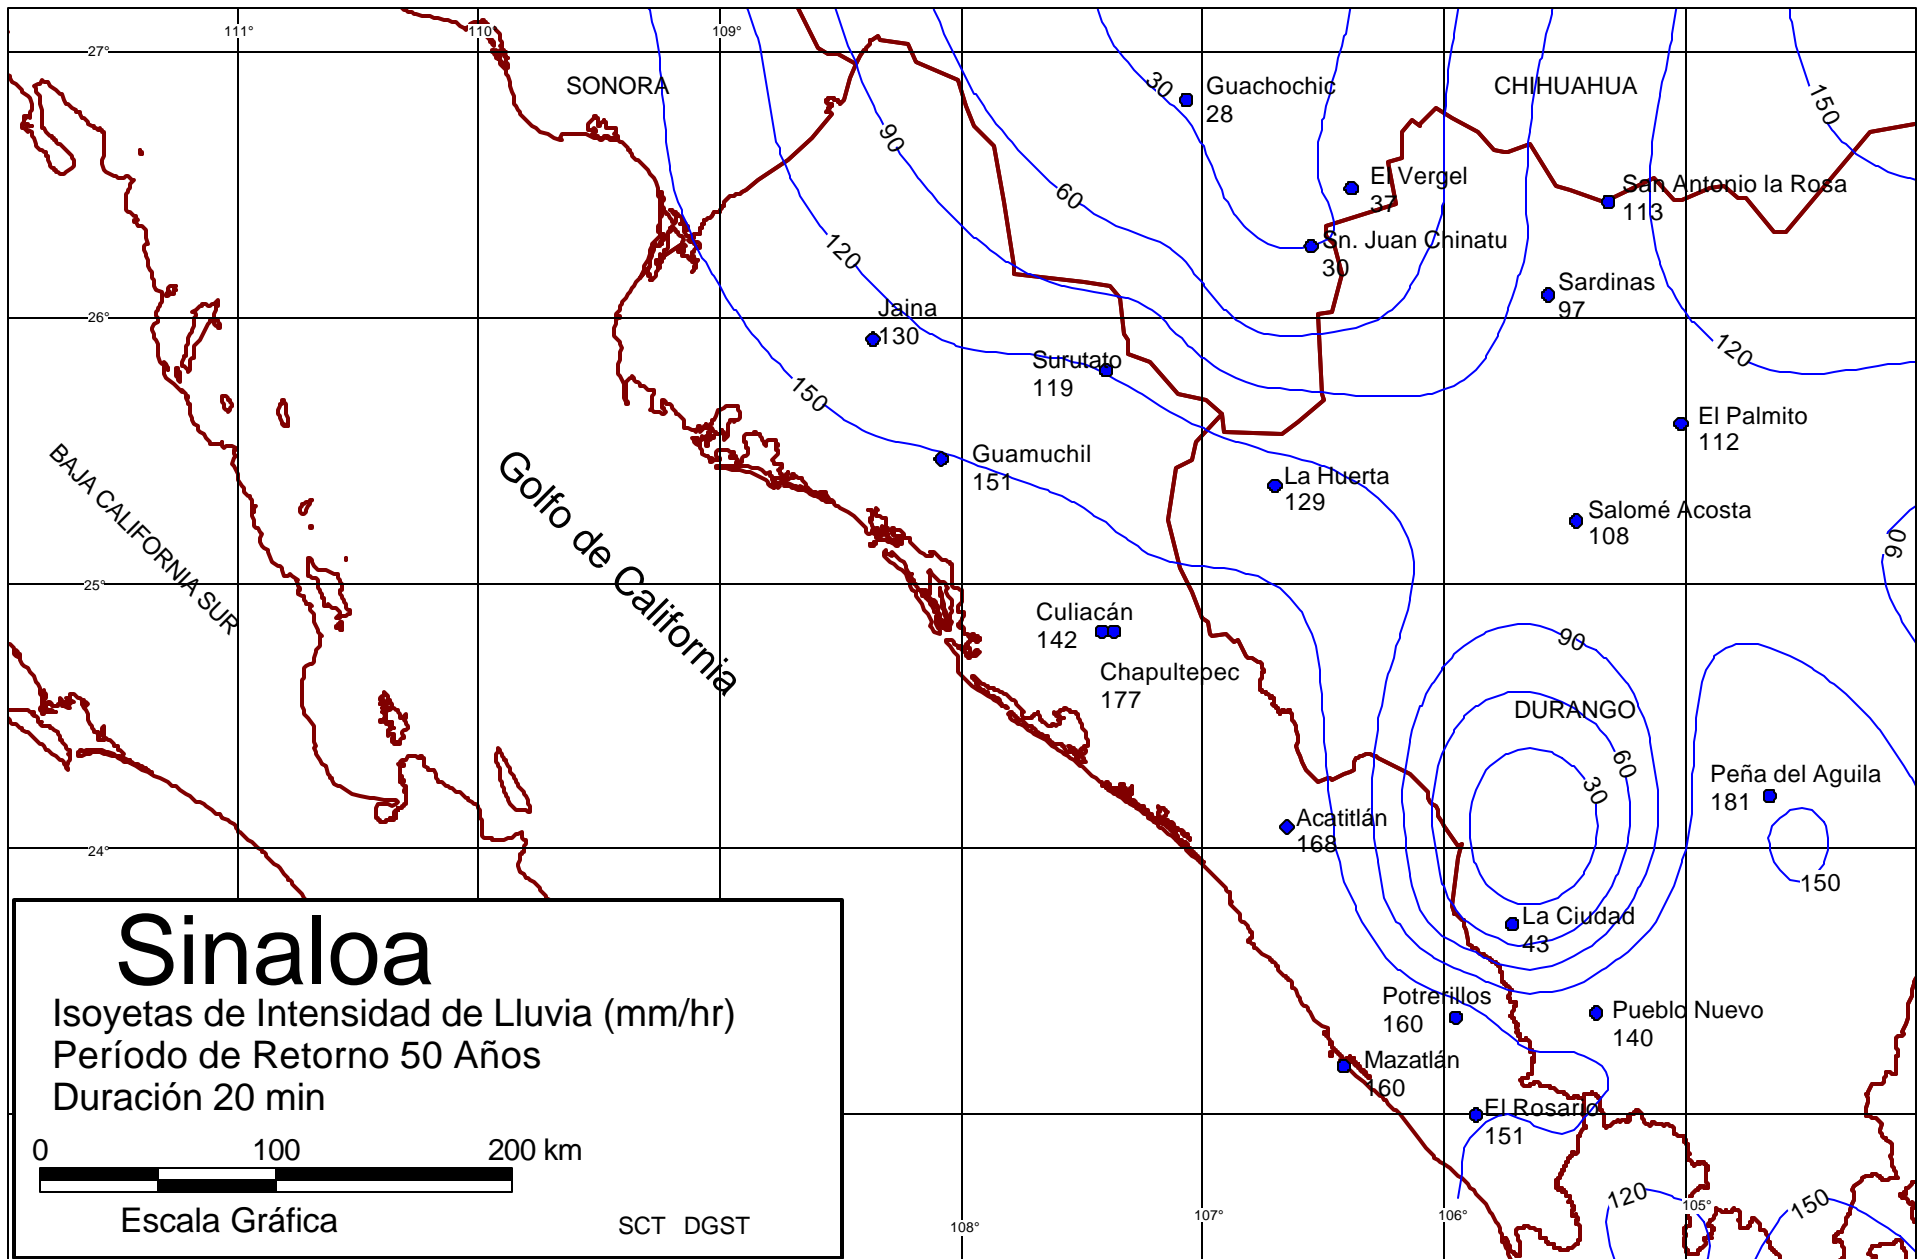 111°
110
109°
27°
SONORA
30
Guachochic
28
CHIHUAHUA
150
90
El Vergel
37
San Antonio la Rosa
113
60
120
Sn. Juan Chinatu
30
Sardinas
97
Jaina
130
26°
120
Surutato
119
150
El Palmito
112
BAJA CALIFORNIA SUR
Golfo de California
Guamuchil
151
La Huerta
129
Salomé Acosta
108
90
25°
Culiacán
142
90
Chapultepec
177
DURANGO
60
30
Peña del Aguila
181
Acatitlán
168
24°
150
La Ciudad
43
Sinaloa
Isoyetas de Intensidad de Lluvia (mm/hr)
Período de Retorno 50 Años
Duración 20 min
Potrerillos
160
Pueblo Nuevo
140
Mazatlán
160
El Rosario
151
0 100 200 km
Escala Gráfica
SCT DGST
120
105°
150
108°
107°
106°